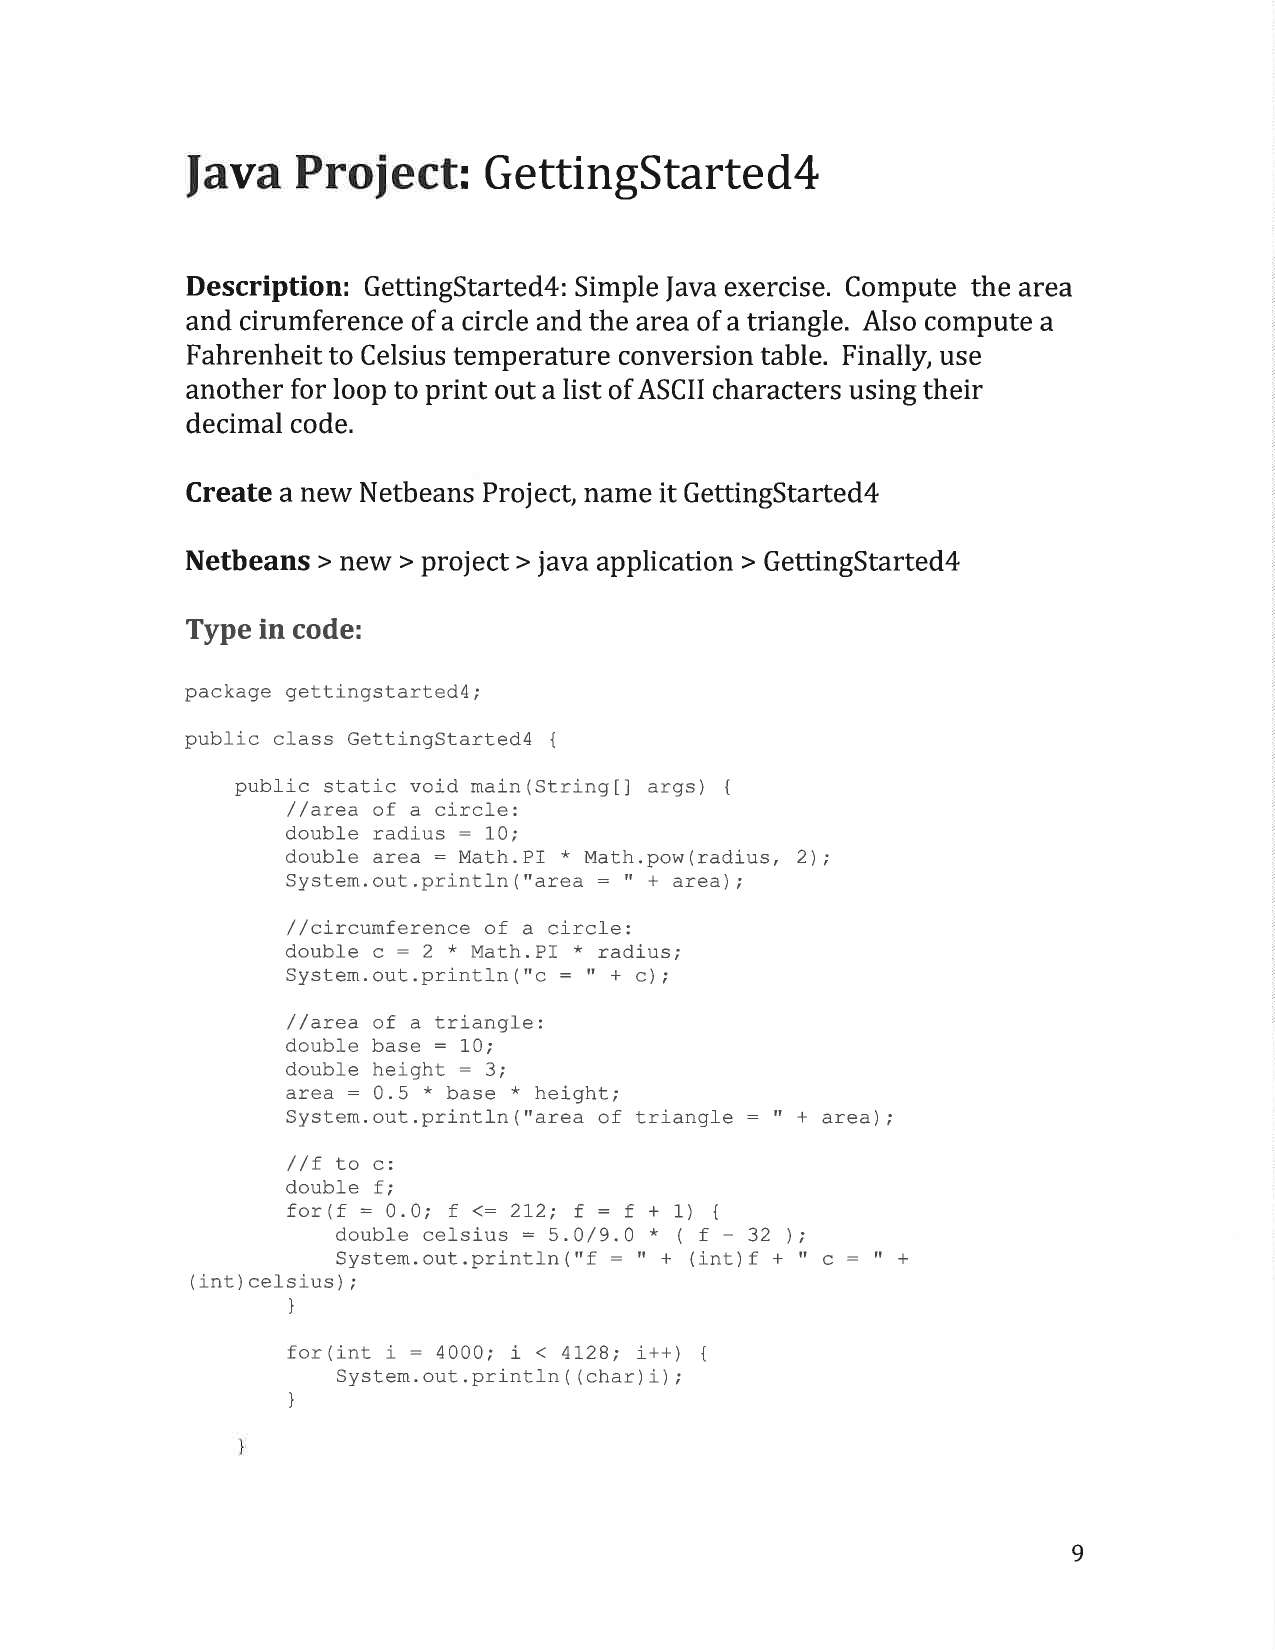 Java Project: GettingStarted4
Description: GettingStarted4: Simple Java exercise. Compute the area
and cirumference of a circle and the area of a triangle. Also compute a
Fahrenheit to Celsius temperature conversion table. Finally, use
another for loop to print out a list of ASCII characters using their
decimal code.
Create a new Netbeans Project, name it GettingStarted4
Netbeans > new > project > java application > GettingStarted4
Type in code:
package gettingstarted4;
public class GettingStarted4 {
public static void main(String[] args) {
//area of a circle:
double radius = 10;
double area = Math.PI * Math.pow(radius, 2);
System.out.println("area = " + area);
//circumference of a circle:
double c = 2 * Math.PI * radius;
System.out.println("c = " + c);
//area of a triangle:
double base = 10;
double height = 3;
area = 0.5 * base * height;
System.out.println("area of triangle = " + area);
//f to c:
double f;
for(f = 0.0; f <= 212; f = f + 1) {
double celsius = 5.0/9.0 * ( f - 32 );
System.out.println("f = " + (int)f + " c = " +
(int)celsius);
}
for(int i = 4000; i < 4128; i++) {
System.out.println((char)i);
}
}
9